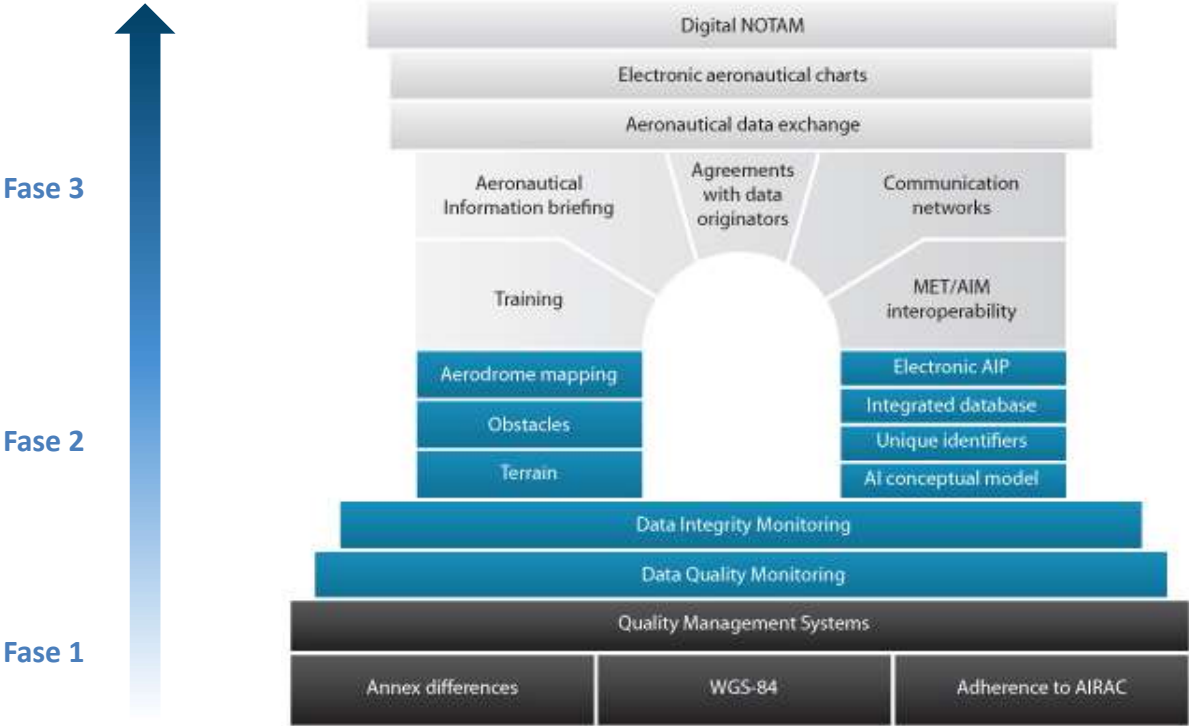 Digital NOTAM
Electronic aeronautical charts
Aeronautical data exchange
Fase 3
Aeronautical
Information briefing
Agreements
with data
originators
Communication
networks
Training
MET/AIM
interoperability
Aerodrome mapping
Obstacles
Terrain
Electronic AIP
Integrated database
Unique identifiers
AI conceptual model
Fase 2
Data Integrity Monitoring
Data Quality Monitoring
Quality Management Systems
Fase 1
Annex differences
WGS-84
Adherence to AIRAC